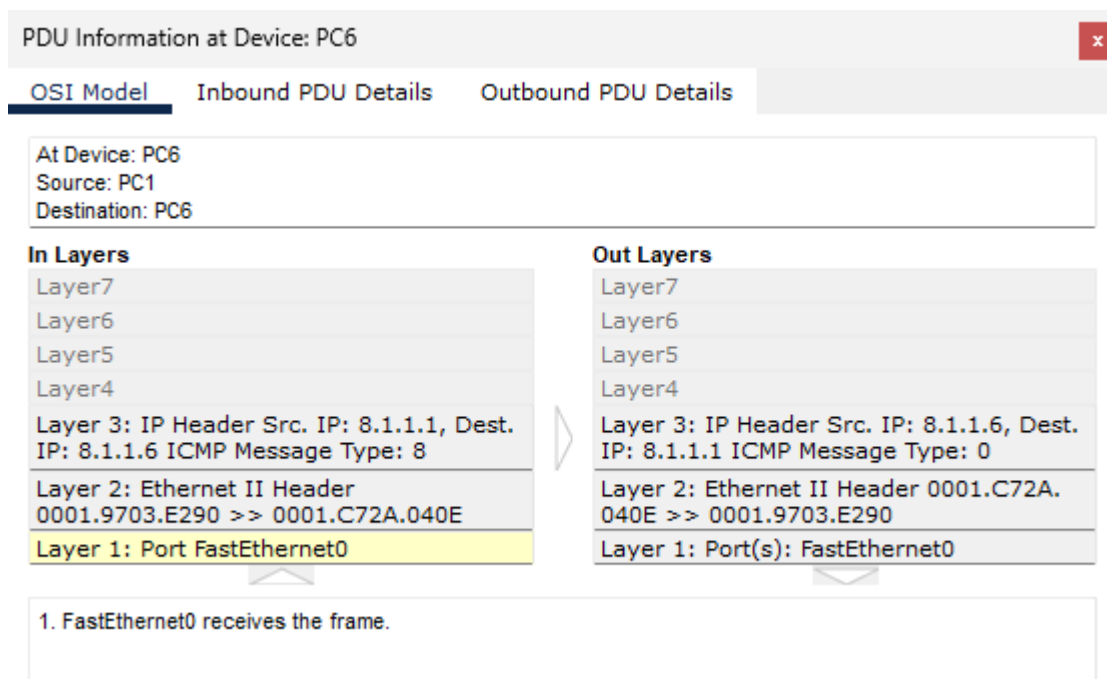 PDU Information at Device: PC6
x
OSI Model Inbound PDU Details Outbound PDU Details
At Device: PC6
Source: PC1
Destination: PC6
In Layers
Layer7
Layer6
Layer5
Layer4
Layer 3: IP Header Src. IP: 8.1.1.1, Dest.
IP: 8.1.1.6 ICMP Message Type: 8
Layer 2: Ethernet II Header
0001.9703.E290 >> 0001.C72A.040E
Layer 1: Port FastEthernet0
Out Layers
Layer7
Layer6
Layer5
Layer4
Layer 3: IP Header Src. IP: 8.1.1.6, Dest.
IP: 8.1.1.1 ICMP Message Type: 0
Layer 2: Ethernet II Header 0001.C72A.
040E >> 0001.9703.E290
Layer 1: Port(s): FastEthernet0
1. FastEthernet0 receives the frame.